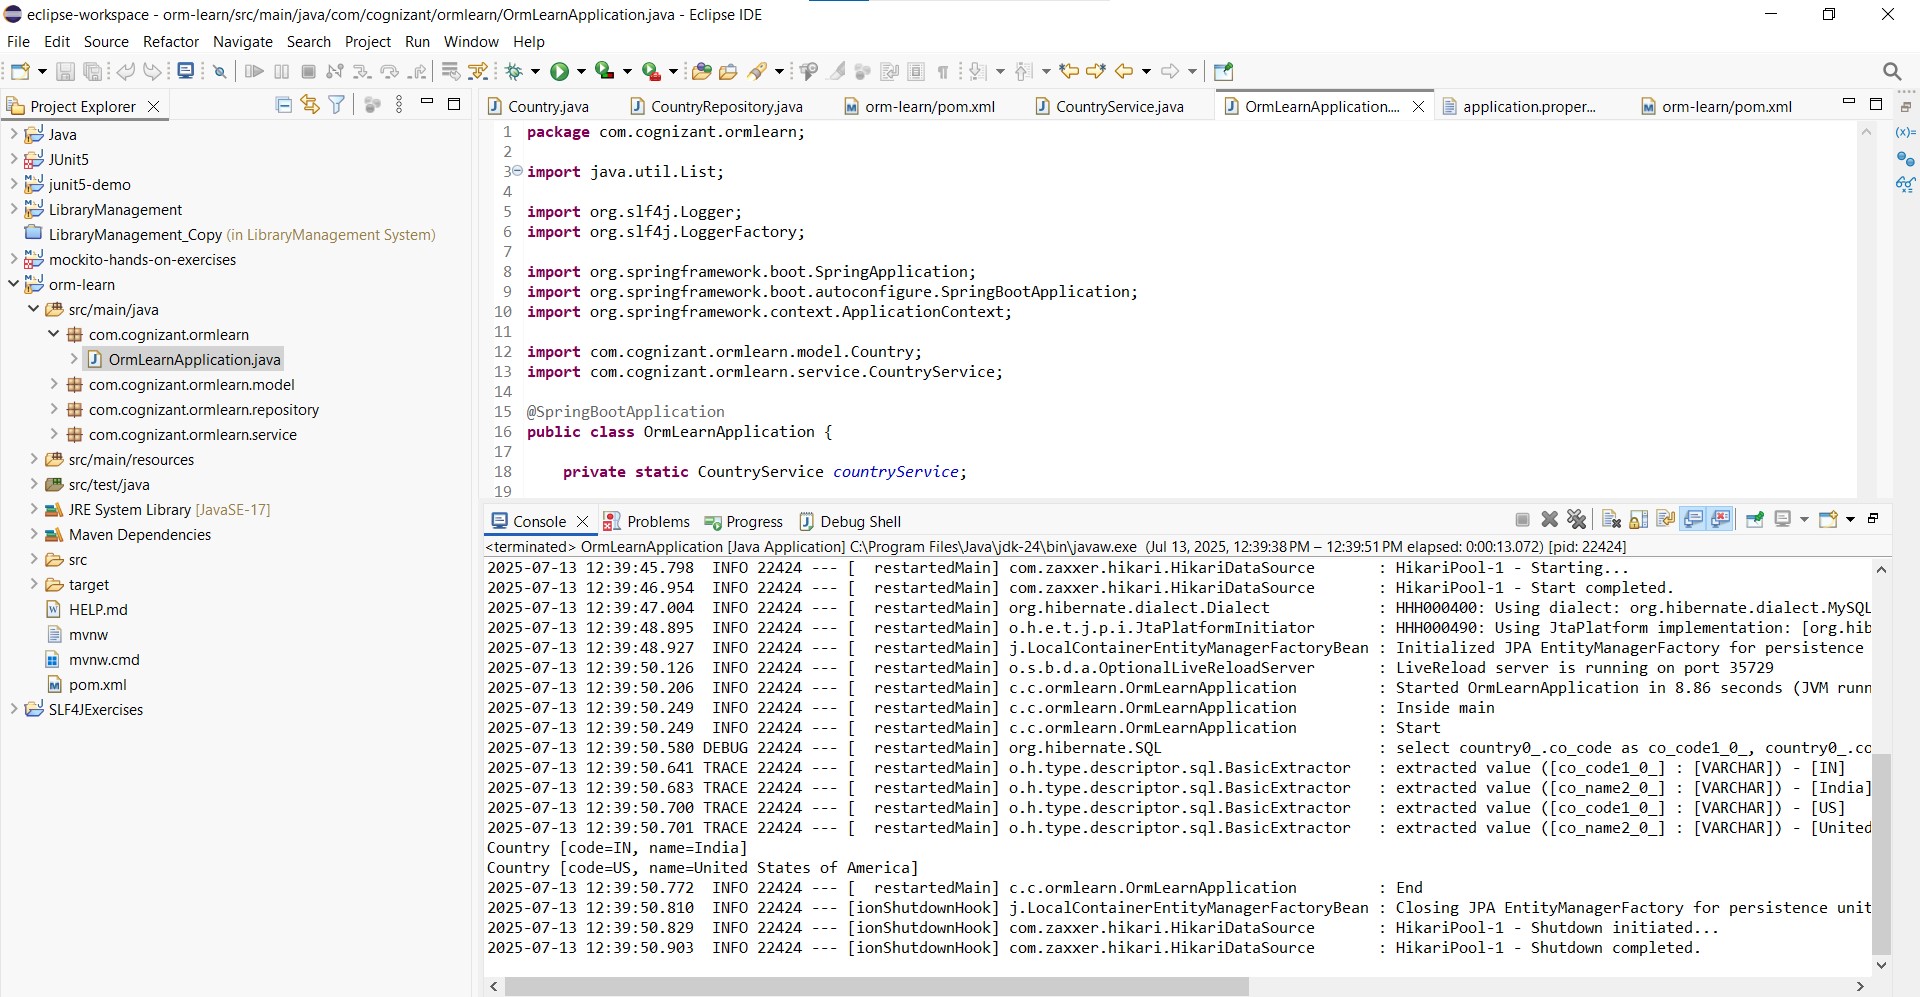 eclipse-workspace - orm-learn/src/main/java/com/cognizant/ormlearn/OrmLearnApplication.java - Eclipse IDE
File Edit Source Refactor Navigate Search Project Run Window Help
Project Explorer
Java
JUnit5
junit5-demo
LibraryManagement
LibraryManagement_Copy (in LibraryManagement System)
mockito-hands-on-exercises
orm-learn
src/main/java
com.cognizant.ormlearn
OrmLearnApplication.java
com.cognizant.ormlearn.model
com.cognizant.ormlearn.repository
com.cognizant.ormlearn.service
src/main/resources
src/test/java
JRE System Library [JavaSE-17]
Maven Dependencies
src
target
HELP.md
mvnw
mvnw.cmd
pom.xml
SLF4JExercises
Country.java CountryRepository.java orm-learn/pom.xml CountryService.java OrmLearnApplication.... application.proper... orm-learn/pom.xml
1 package com.cognizant.ormlearn;
2
3 import java.util.List;
4
5 import org.slf4j.Logger;
6 import org.slf4j.LoggerFactory;
7
8 import org.springframework.boot.SpringApplication;
9 import org.springframework.boot.autoconfigure.SpringBootApplication;
10 import org.springframework.context.ApplicationContext;
11
12 import com.cognizant.ormlearn.model.Country;
13 import com.cognizant.ormlearn.service.CountryService;
14
15 @SpringBootApplication
16 public class OrmLearnApplication {
17
18 private static CountryService countryService;
19
Console Problems Progress Debug Shell
<terminated> OrmLearnApplication [Java Application] C:\Program Files\Java\jdk-24\bin\javaw.exe (Jul 13, 2025, 12:39:38 PM – 12:39:51 PM elapsed: 0:00:13.072) [pid: 22424]
2025-07-13 12:39:45.798 INFO 22424 --- [ restartedMain] com.zaxxer.hikari.HikariDataSource : HikariPool-1 - Starting...
2025-07-13 12:39:46.954 INFO 22424 --- [ restartedMain] com.zaxxer.hikari.HikariDataSource : HikariPool-1 - Start completed.
2025-07-13 12:39:47.004 INFO 22424 --- [ restartedMain] org.hibernate.dialect.Dialect : HHH000400: Using dialect: org.hibernate.dialect.MySQL
2025-07-13 12:39:48.895 INFO 22424 --- [ restartedMain] o.h.e.t.j.p.i.JtaPlatformInitiator : HHH000490: Using JtaPlatform implementation: [org.hib
2025-07-13 12:39:48.927 INFO 22424 --- [ restartedMain] j.LocalContainerEntityManagerFactoryBean : Initialized JPA EntityManagerFactory for persistence
2025-07-13 12:39:50.126 INFO 22424 --- [ restartedMain] o.s.b.d.a.OptionalLiveReloadServer : LiveReload server is running on port 35729
2025-07-13 12:39:50.206 INFO 22424 --- [ restartedMain] c.c.ormlearn.OrmLearnApplication : Started OrmLearnApplication in 8.86 seconds (JVM runn
2025-07-13 12:39:50.249 INFO 22424 --- [ restartedMain] c.c.ormlearn.OrmLearnApplication : Inside main
2025-07-13 12:39:50.249 INFO 22424 --- [ restartedMain] c.c.ormlearn.OrmLearnApplication : Start
2025-07-13 12:39:50.580 DEBUG 22424 --- [ restartedMain] org.hibernate.SQL : select country0_.co_code as co_code1_0_, country0_.co
2025-07-13 12:39:50.641 TRACE 22424 --- [ restartedMain] o.h.type.descriptor.sql.BasicExtractor : extracted value ([co_code1_0_] : [VARCHAR]) - [IN]
2025-07-13 12:39:50.683 TRACE 22424 --- [ restartedMain] o.h.type.descriptor.sql.BasicExtractor : extracted value ([co_name2_0_] : [VARCHAR]) - [India]
2025-07-13 12:39:50.700 TRACE 22424 --- [ restartedMain] o.h.type.descriptor.sql.BasicExtractor : extracted value ([co_code1_0_] : [VARCHAR]) - [US]
2025-07-13 12:39:50.701 TRACE 22424 --- [ restartedMain] o.h.type.descriptor.sql.BasicExtractor : extracted value ([co_name2_0_] : [VARCHAR]) - [United
Country [code=IN, name=India]
Country [code=US, name=United States of America]
2025-07-13 12:39:50.772 INFO 22424 --- [ restartedMain] c.c.ormlearn.OrmLearnApplication : End
2025-07-13 12:39:50.810 INFO 22424 --- [ionShutdownHook] j.LocalContainerEntityManagerFactoryBean : Closing JPA EntityManagerFactory for persistence unit
2025-07-13 12:39:50.829 INFO 22424 --- [ionShutdownHook] com.zaxxer.hikari.HikariDataSource : HikariPool-1 - Shutdown initiated...
2025-07-13 12:39:50.903 INFO 22424 --- [ionShutdownHook] com.zaxxer.hikari.HikariDataSource : HikariPool-1 - Shutdown completed.